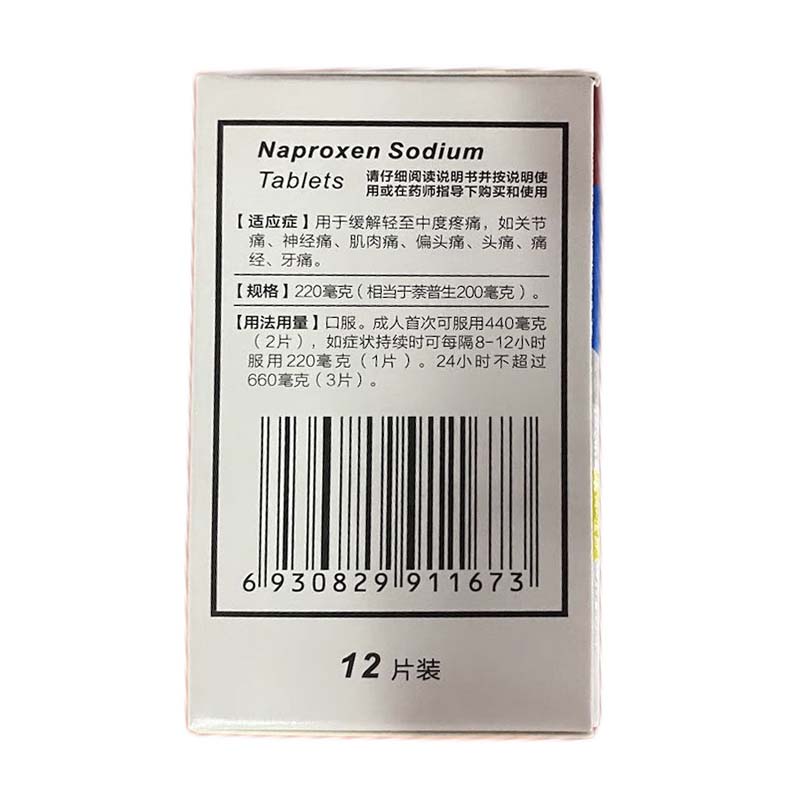 Naproxen Sodium
Tablets 请仔细阅读说明书并按说明使
用或在药师指导下购买和使用
【适应症】用于缓解轻至中度疼痛，如关节
痛、神经痛、肌肉痛、偏头痛、头痛、痛
经、牙痛。
【规格】220毫克（相当于萘普生200毫克）。
【用法用量】口服。成人首次可服用440毫克
（2片），如症状持续时可每隔8-12小时
服用220毫克（1片）。24小时不超过
660毫克（3片）。
6 930829 911673
12片装